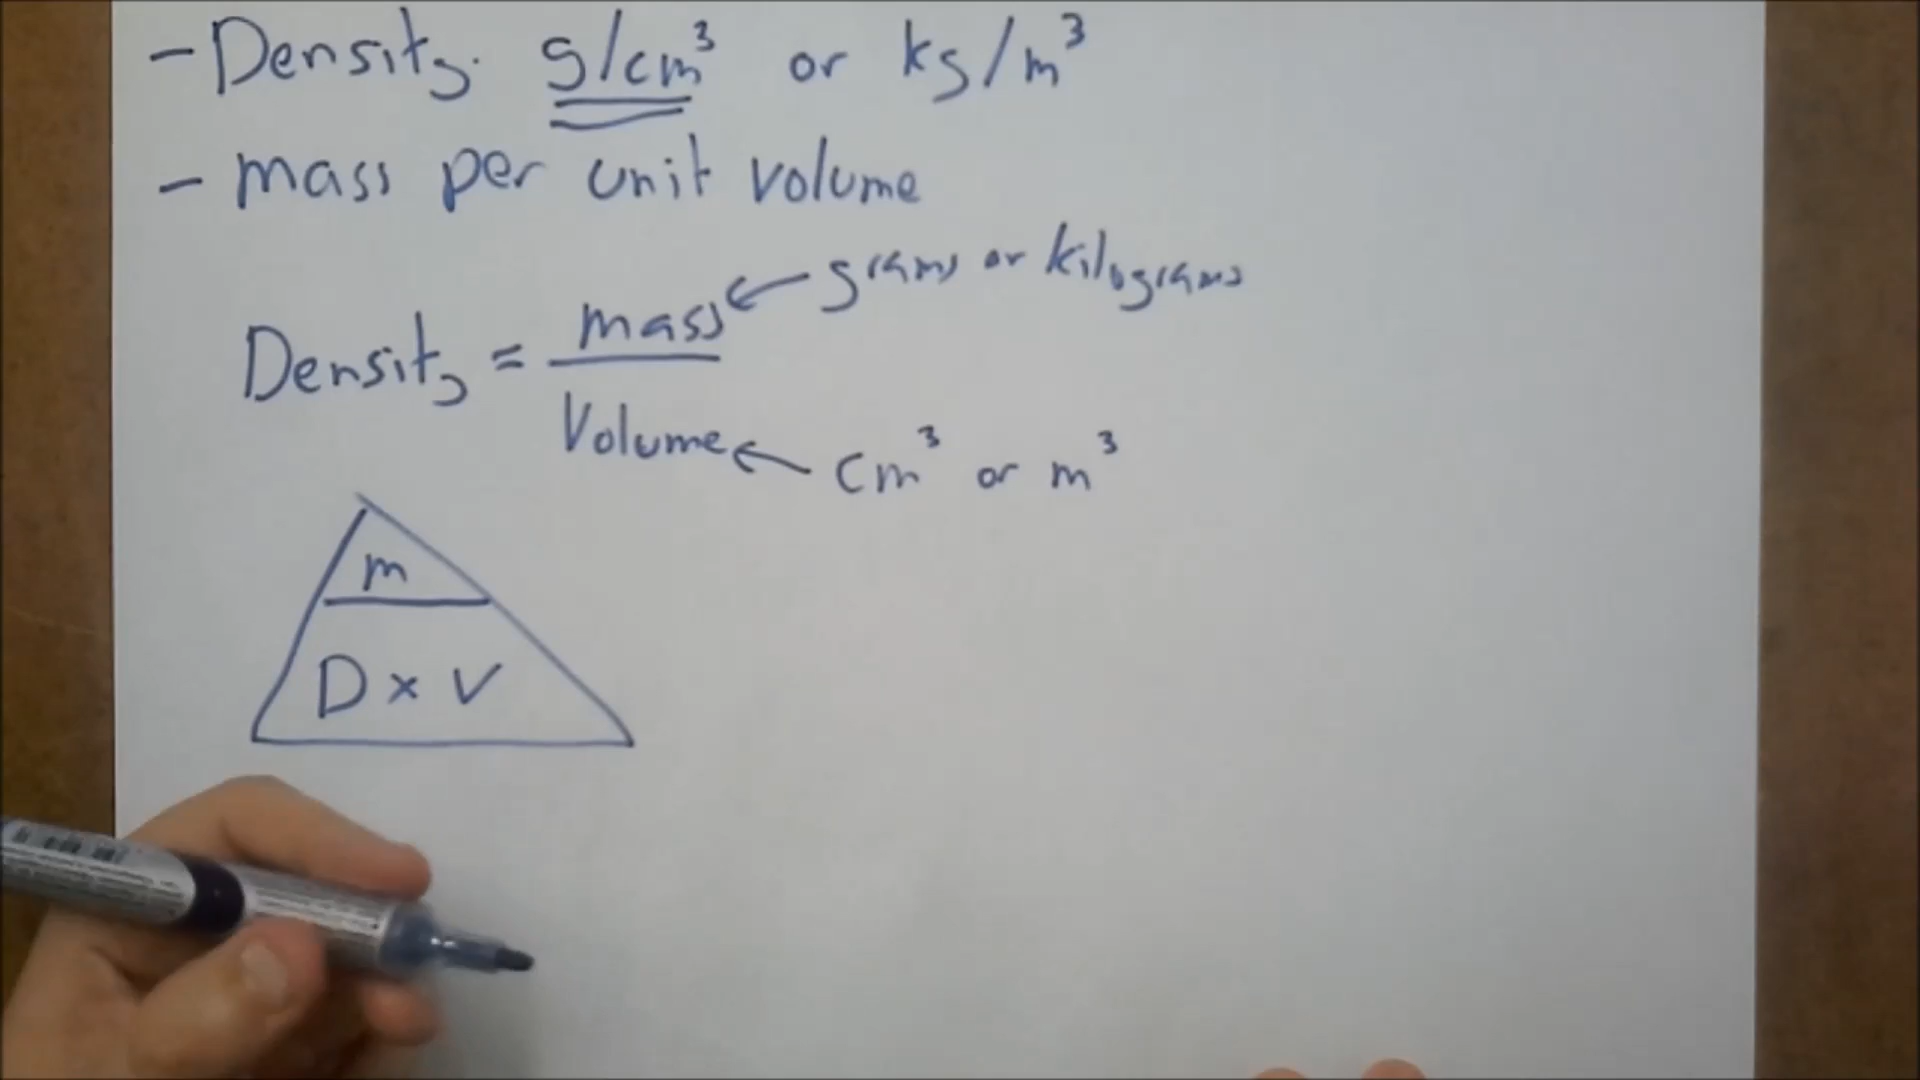 - Density g/cm³ or kg/m³
- mass per unit volume
grams or kilograms
Density = mass
Volume
cm³ or m³
m
D x V